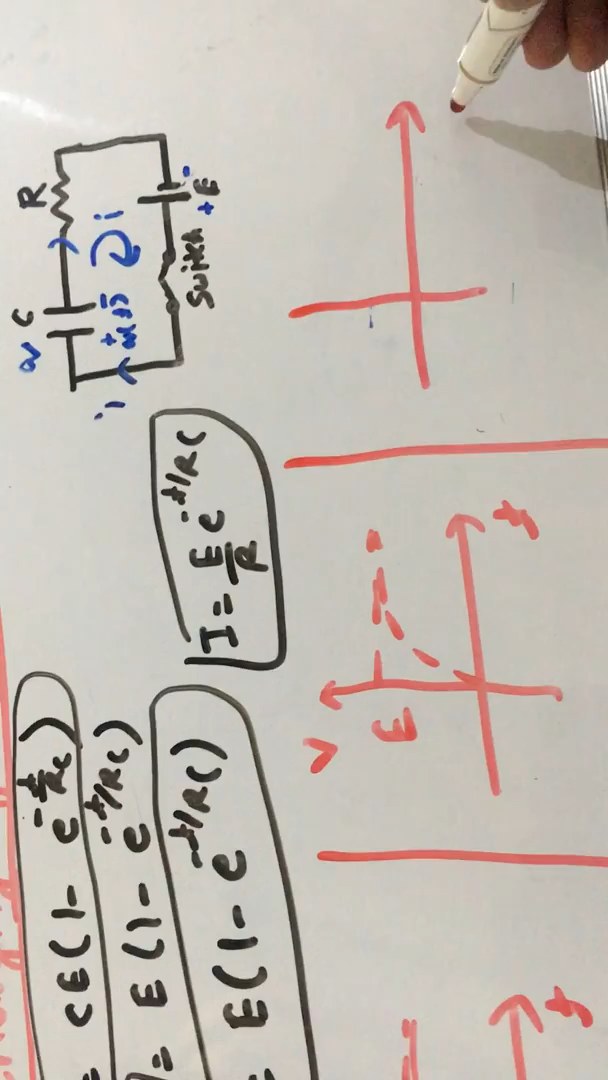 R
C
E
- +
Switch
i
+ -
i
I = E/R e^-t/RC
= CE(1 - e^-t/RC)
= E(1 - e^-t/RC)
= E(1 - e^-t/RC)
V
E
t
t